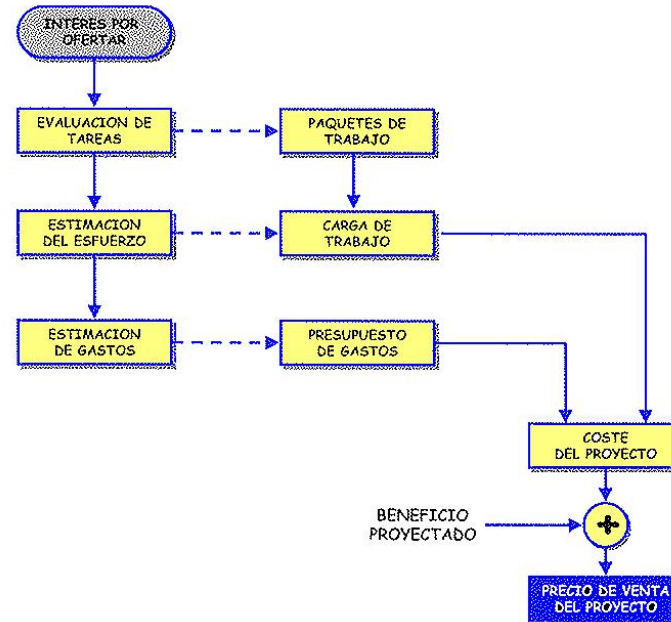 INTERES POR
OFERTAR
EVALUACION DE
TAREAS
PAQUETES DE
TRABAJO
ESTIMACION
DEL ESFUERZO
CARGA DE
TRABAJO
ESTIMACION
DE GASTOS
PRESUPUESTO
DE GASTOS
COSTE
DEL PROYECTO
BENEFICIO
PROYECTADO
+
PRECIO DE VENTA
DEL PROYECTO